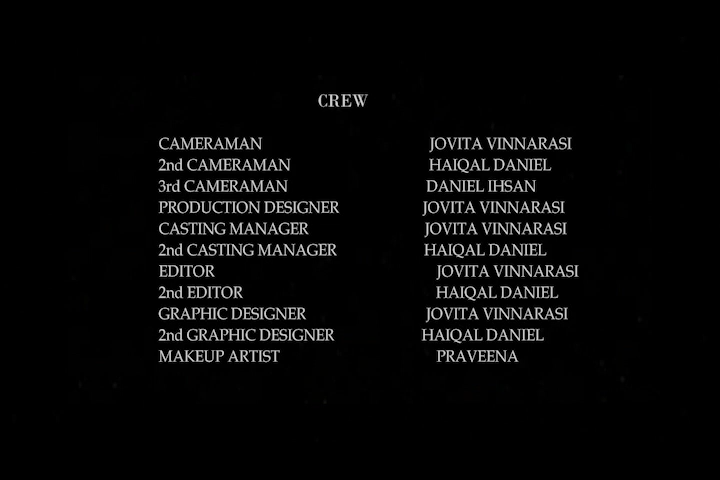 CREW
CAMERAMAN JOVITA VINNARASI
2nd CAMERAMAN HAIQAL DANIEL
3rd CAMERAMAN DANIEL IHSAN
PRODUCTION DESIGNER JOVITA VINNARASI
CASTING MANAGER JOVITA VINNARASI
2nd CASTING MANAGER HAIQAL DANIEL
EDITOR JOVITA VINNARASI
2nd EDITOR HAIQAL DANIEL
GRAPHIC DESIGNER JOVITA VINNARASI
2nd GRAPHIC DESIGNER HAIQAL DANIEL
MAKEUP ARTIST PRAVEENA